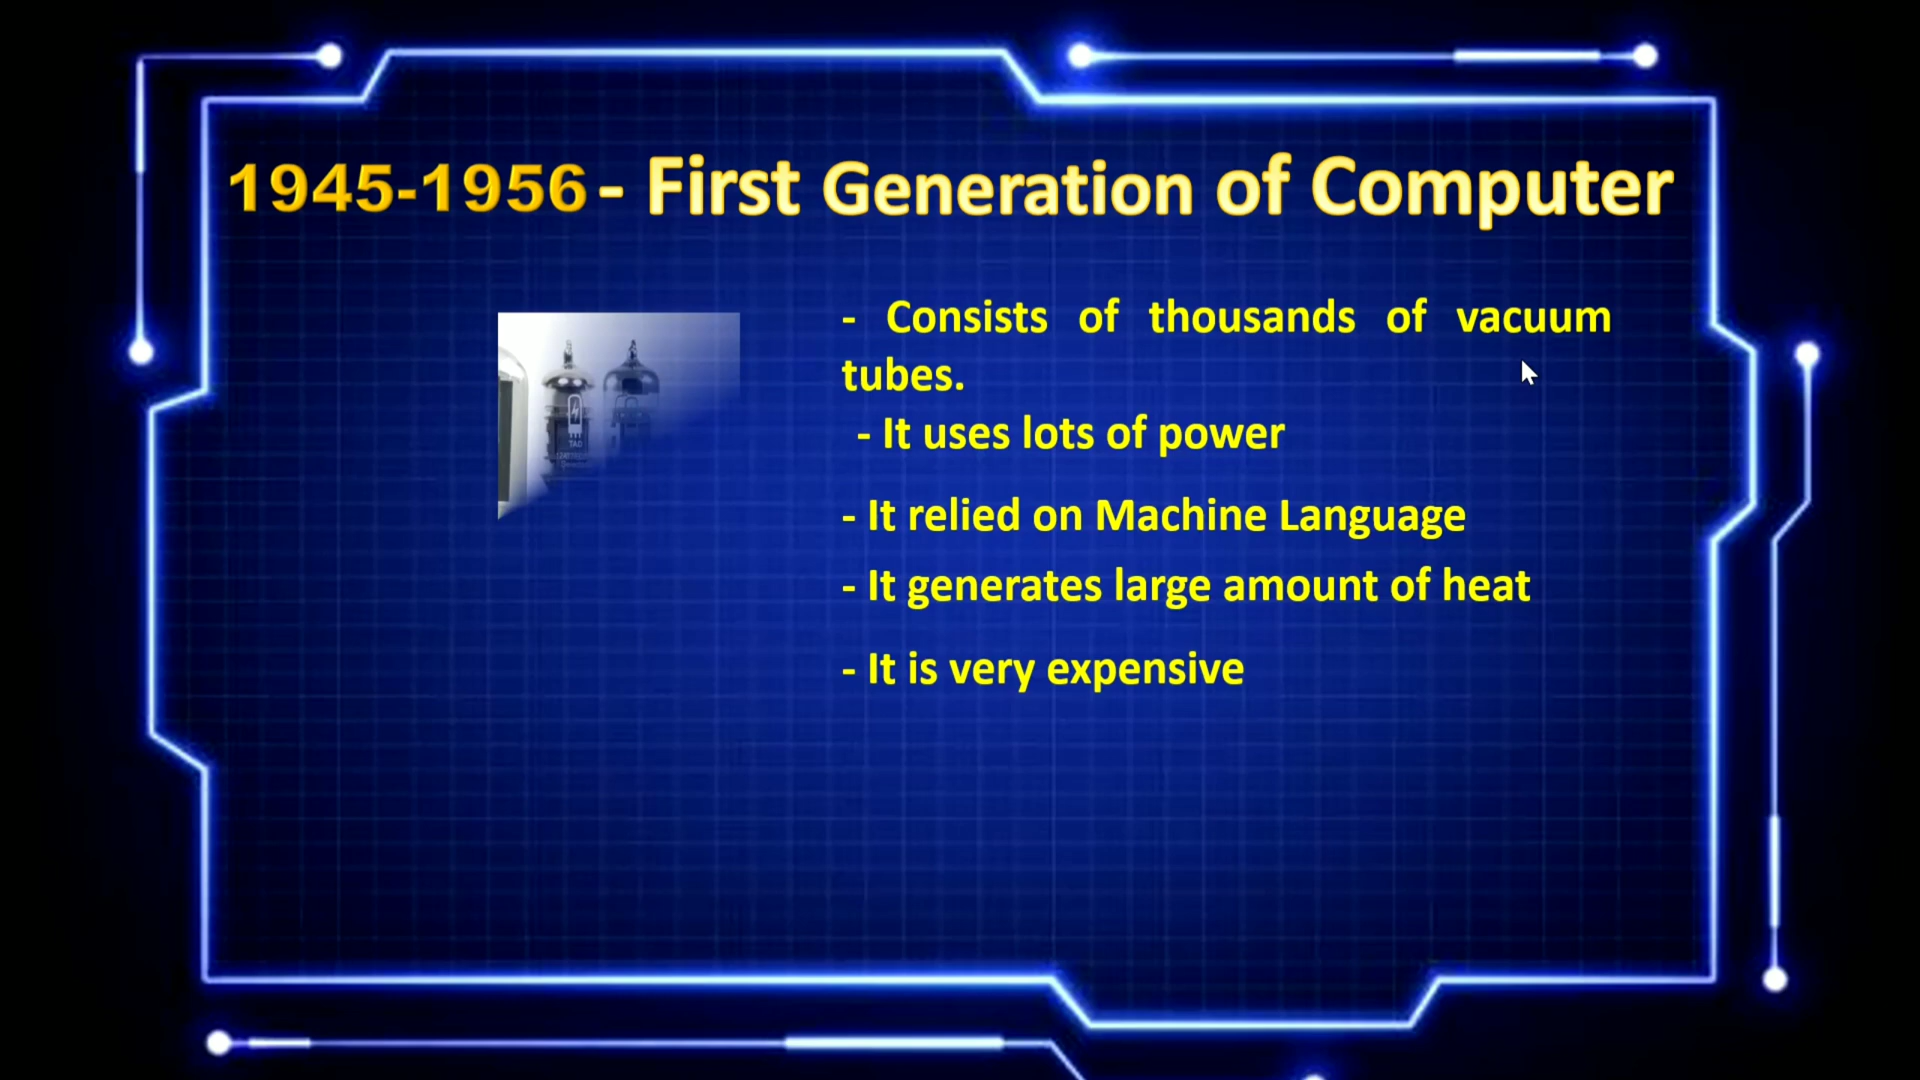 1945-1956 - First Generation of Computer
- Consists of thousands of vacuum
tubes.
- It uses lots of power
- It relied on Machine Language
- It generates large amount of heat
- It is very expensive
TAD